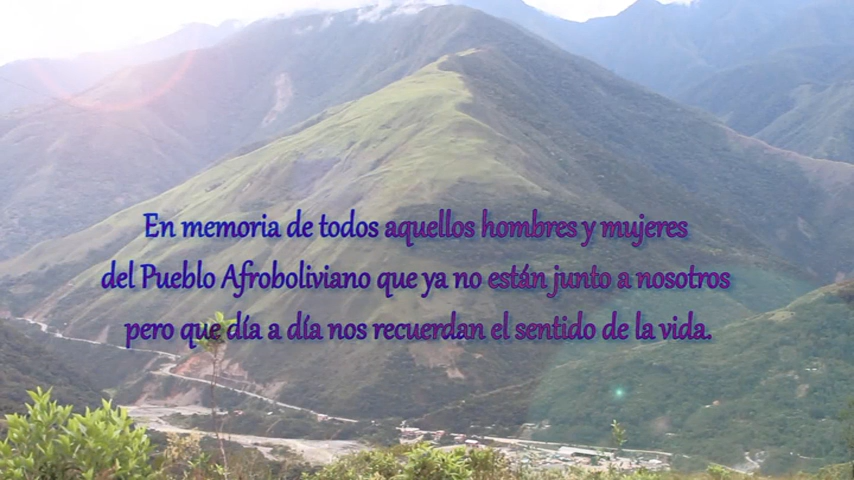 En memoria de todos aquellos hombres y mujeres
del Pueblo Afroboliviano que ya no están junto a nosotros
pero que día a día nos recuerdan el sentido de la vida.